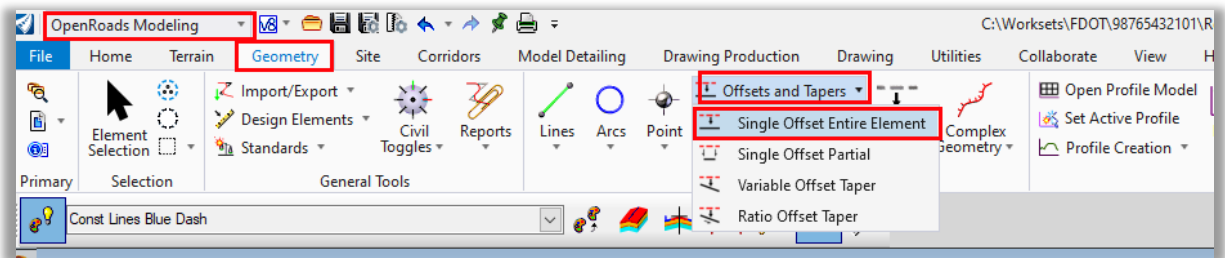 OpenRoads Modeling
C:\Worksets\FDOT\98765432101\R
File Home Terrain Geometry Site Corridors Model Detailing Drawing Production Drawing Utilities Collaborate View H
Import/Export
Design Elements
Standards
Element
Selection
Civil
Toggles
Reports
Lines
Arcs
Point
Offsets and Tapers
Single Offset Entire Element
Single Offset Partial
Variable Offset Taper
Ratio Offset Taper
Complex
Geometry
Open Profile Model
Set Active Profile
Profile Creation
Primary Selection General Tools
Const Lines Blue Dash